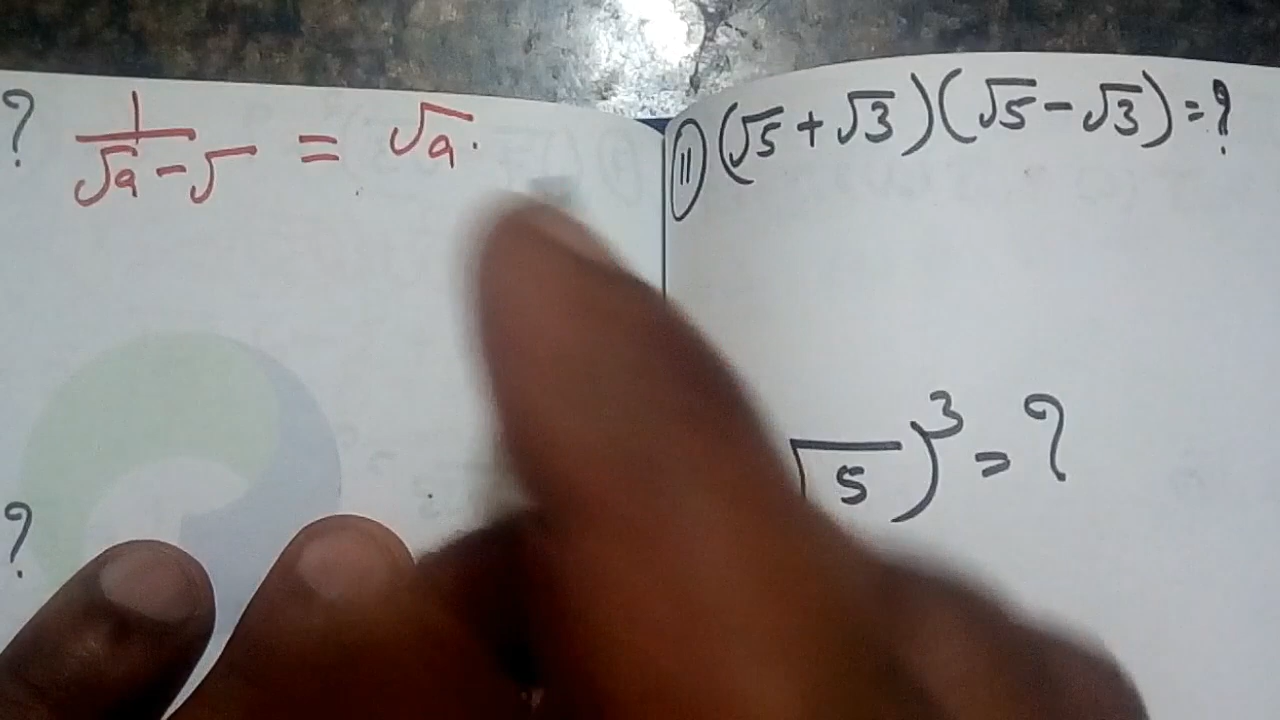 ? 1/(√a - √) = √a.
?
⑪ (√5 + √3)(√5 - √3) = ?
√5)³ = ?